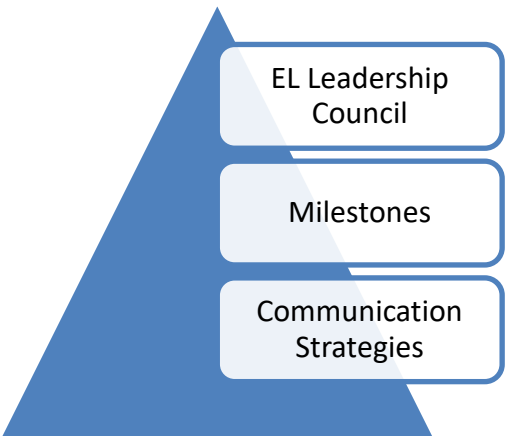 EL Leadership
Council
Milestones
Communication
Strategies